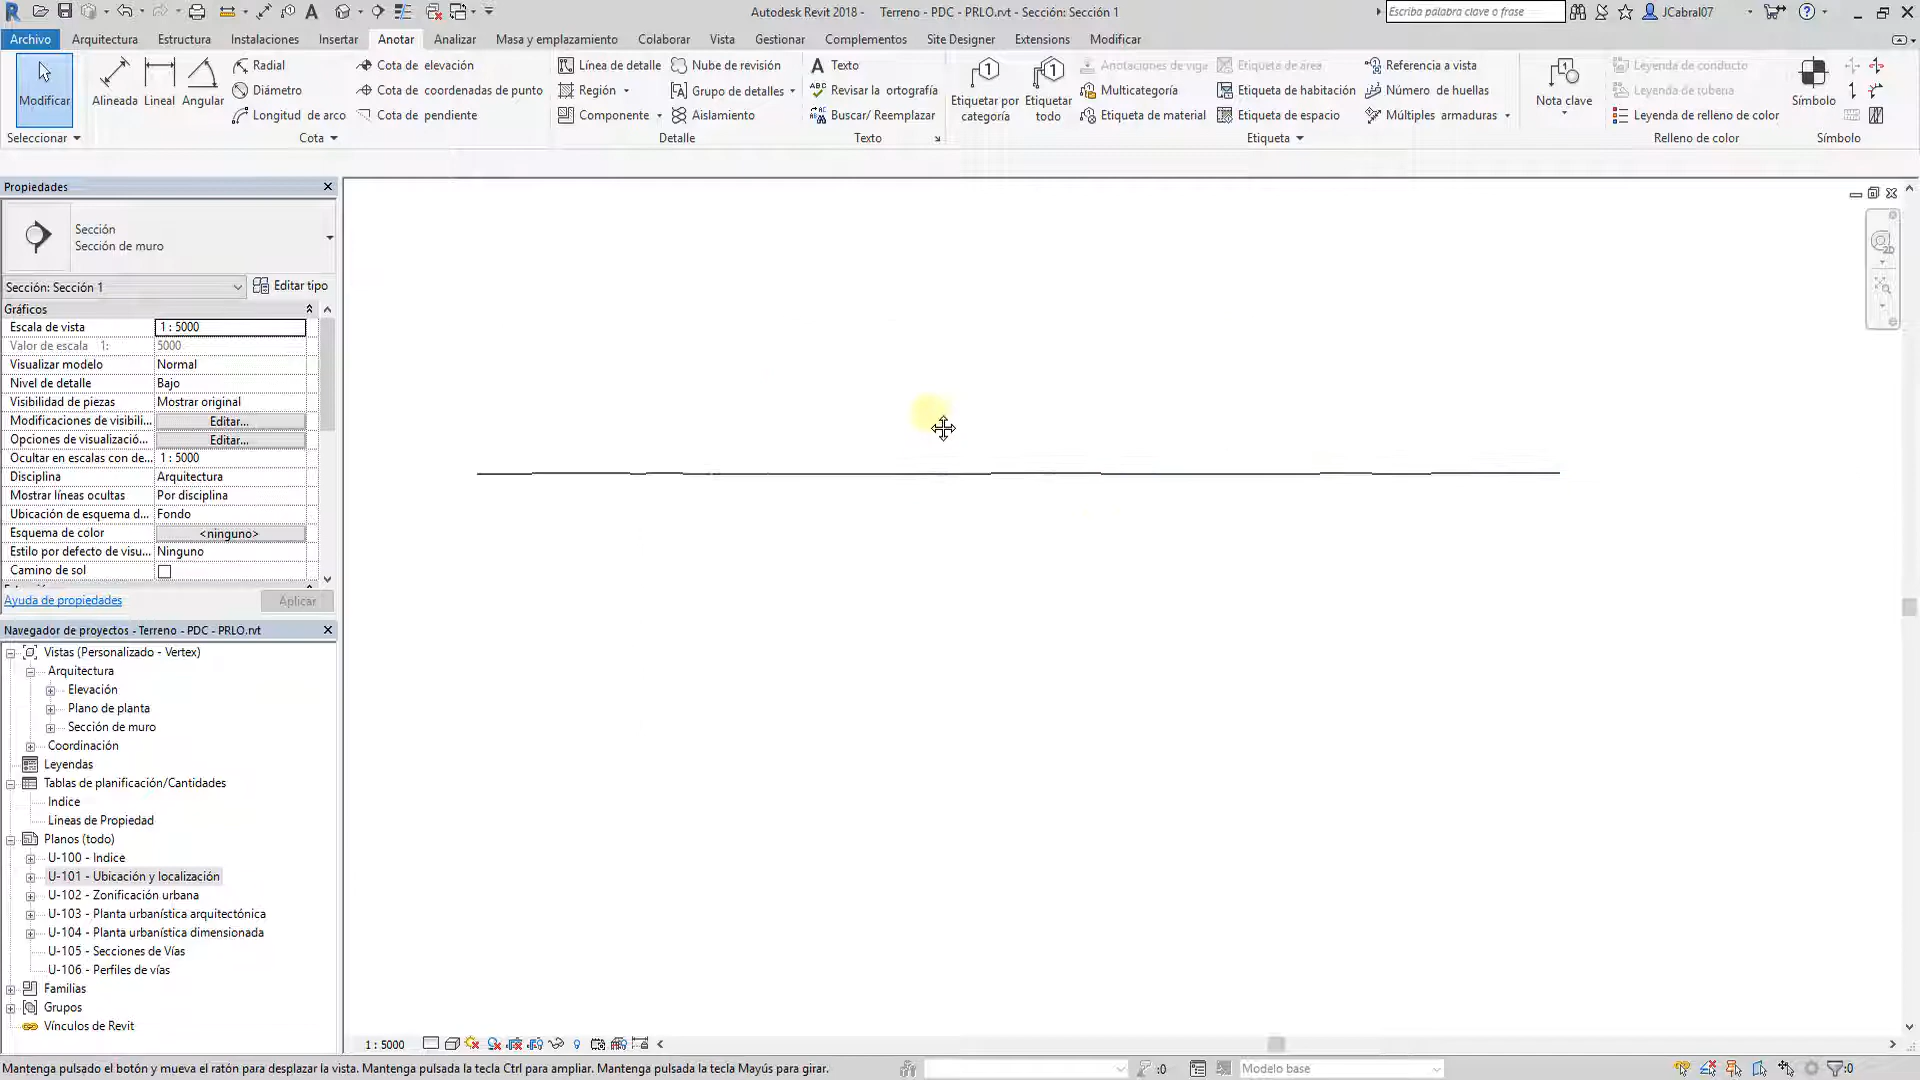 Autodesk Revit 2018 - Terreno - PDC - PRLO.rvt - Sección: Sección 1
Escriba palabra clave o frase
JCabral07
Archivo Arquitectura Estructura Instalaciones Insertar Anotar Analizar Masa y emplazamiento Colaborar Vista Gestionar Complementos Site Designer Extensions Modificar
Modificar
Alineada Lineal Angular
Radial
Diámetro
Longitud de arco
Cota de elevación
Cota de coordenadas de punto
Cota de pendiente
Línea de detalle
Región
Componente
Nube de revisión
Grupo de detalles
Aislamiento
Texto
Revisar la ortografía
Buscar/ Reemplazar
Etiquetar por categoría
Etiquetar todo
Anotaciones de viga
Multicategoría
Etiqueta de material
Etiqueta de área
Etiqueta de habitación
Etiqueta de espacio
Referencia a vista
Número de huellas
Múltiples armaduras
Nota clave
Leyenda de conducto
Leyenda de tubería
Leyenda de relleno de color
Símbolo
Seleccionar Cota Detalle Texto Etiqueta Relleno de color Símbolo
Propiedades
Sección
Sección de muro
Sección: Sección 1 Editar tipo
Gráficos
Escala de vista 1 : 5000
Valor de escala 1: 5000
Visualizar modelo Normal
Nivel de detalle Bajo
Visibilidad de piezas Mostrar original
Modificaciones de visibili... Editar...
Opciones de visualizació... Editar...
Ocultar en escalas con de... 1 : 5000
Disciplina Arquitectura
Mostrar líneas ocultas Por disciplina
Ubicación de esquema d... Fondo
Esquema de color <ninguno>
Estilo por defecto de visu... Ninguno
Camino de sol
Ayuda de propiedades Aplicar
Navegador de proyectos - Terreno - PDC - PRLO.rvt
Vistas (Personalizado - Vertex)
Arquitectura
Elevación
Plano de planta
Sección de muro
Coordinación
Leyendas
Tablas de planificación/Cantidades
Indice
Lineas de Propiedad
Planos (todo)
U-100 - Indice
U-101 - Ubicación y localización
U-102 - Zonificación urbana
U-103 - Planta urbanística arquitectónica
U-104 - Planta urbanística dimensionada
U-105 - Secciones de Vías
U-106 - Perfiles de vías
Familias
Grupos
Vínculos de Revit
1 : 5000
Mantenga pulsado el botón y mueva el ratón para desplazar la vista. Mantenga pulsada la tecla Ctrl para ampliar. Mantenga pulsada la tecla Mayús para girar.
:0
Modelo base
:0